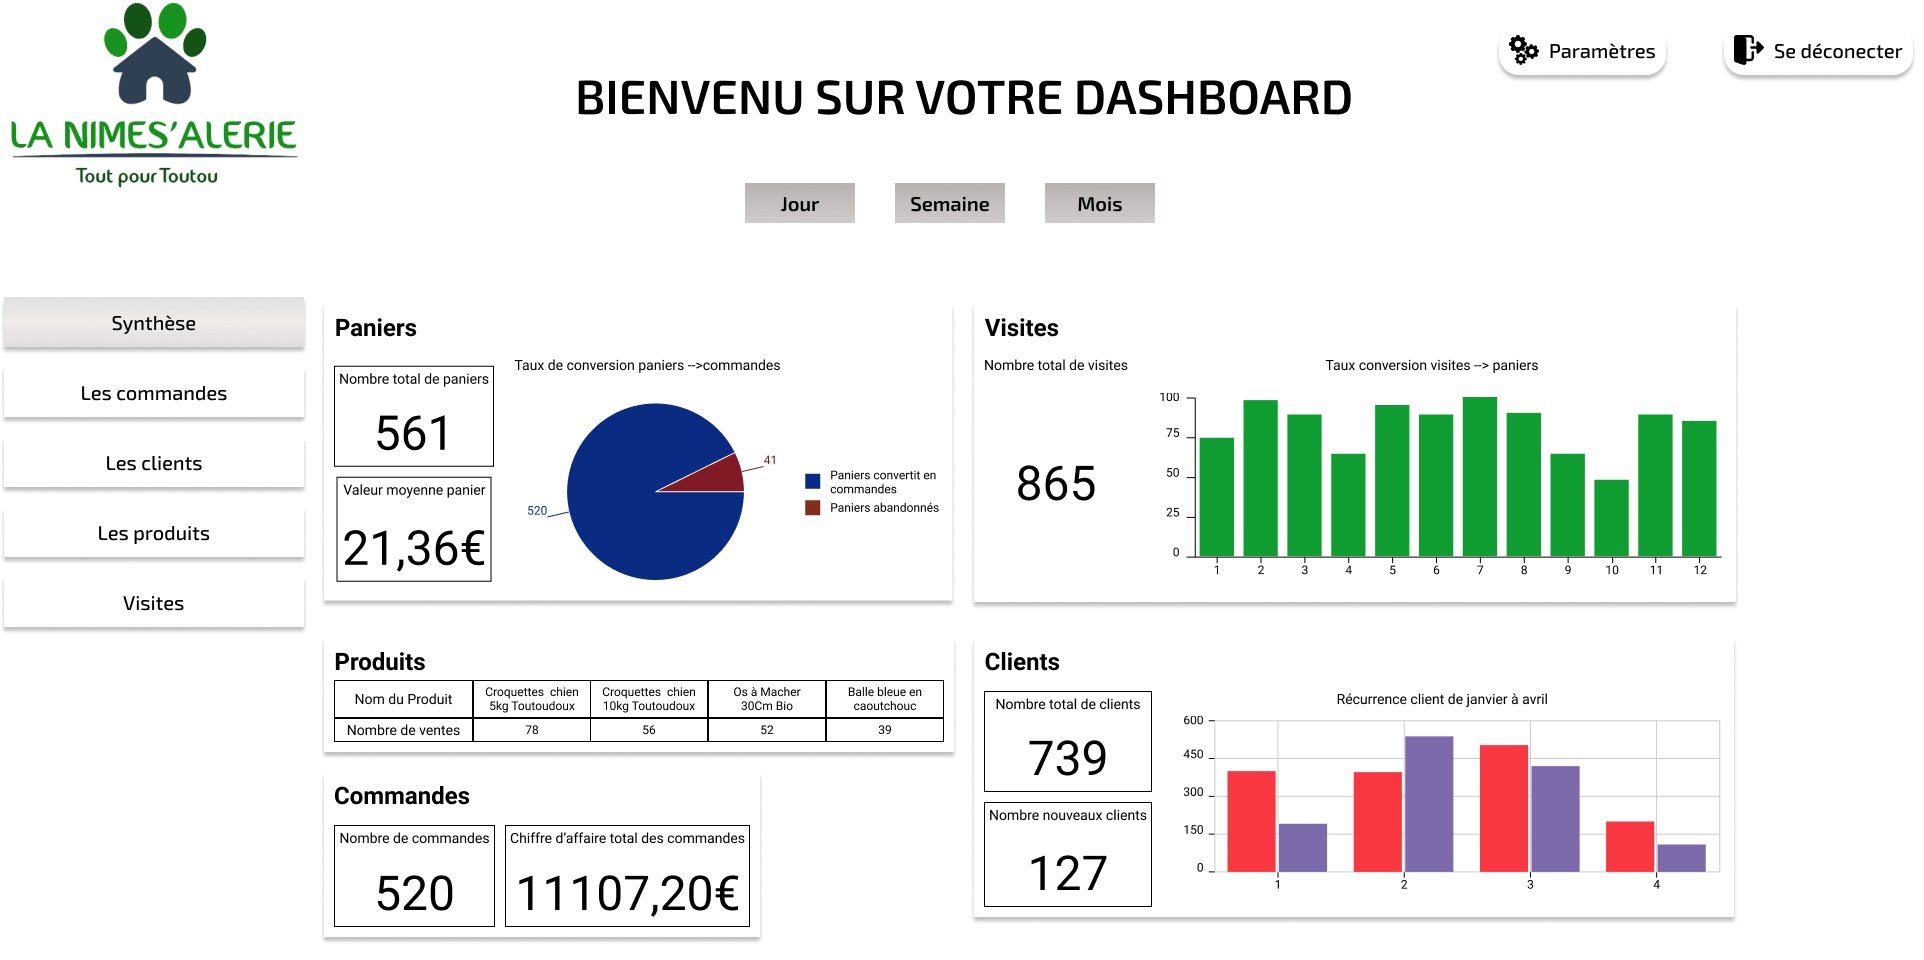 LA NIMES'ALERIE
Tout pour Toutou
BIENVENU SUR VOTRE DASHBOARD
Paramètres
Se déconecter
Jour
Semaine
Mois
Synthèse
Les commandes
Les clients
Les produits
Visites
Paniers
Nombre total de paniers
561
Valeur moyenne panier
21,36€
Taux de conversion paniers -->commandes
41
520
Paniers convertit en
commandes
Paniers abandonnés
Visites
Nombre total de visites
865
Taux conversion visites --> paniers
100
75
50
25
0
1 2 3 4 5 6 7 8 9 10 11 12
Produits
Nom du Produit
Croquettes chien
5kg Toutoudoux
Croquettes chien
10kg Toutoudoux
Os à Macher
30Cm Bio
Balle bleue en
caoutchouc
Nombre de ventes 78 56 52 39
Commandes
Nombre de commandes
520
Chiffre d'affaire total des commandes
11107,20€
Clients
Nombre total de clients
739
Nombre nouveaux clients
127
Récurrence client de janvier à avril
600
450
300
150
0
1 2 3 4